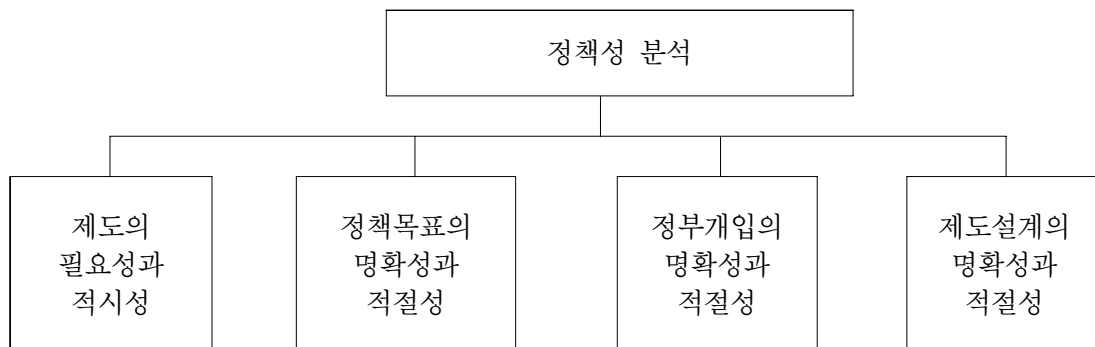 정책성 분석
제도의
필요성과
적시성
정책목표의
명확성과
적절성
정부개입의
명확성과
적절성
제도설계의
명확성과
적절성